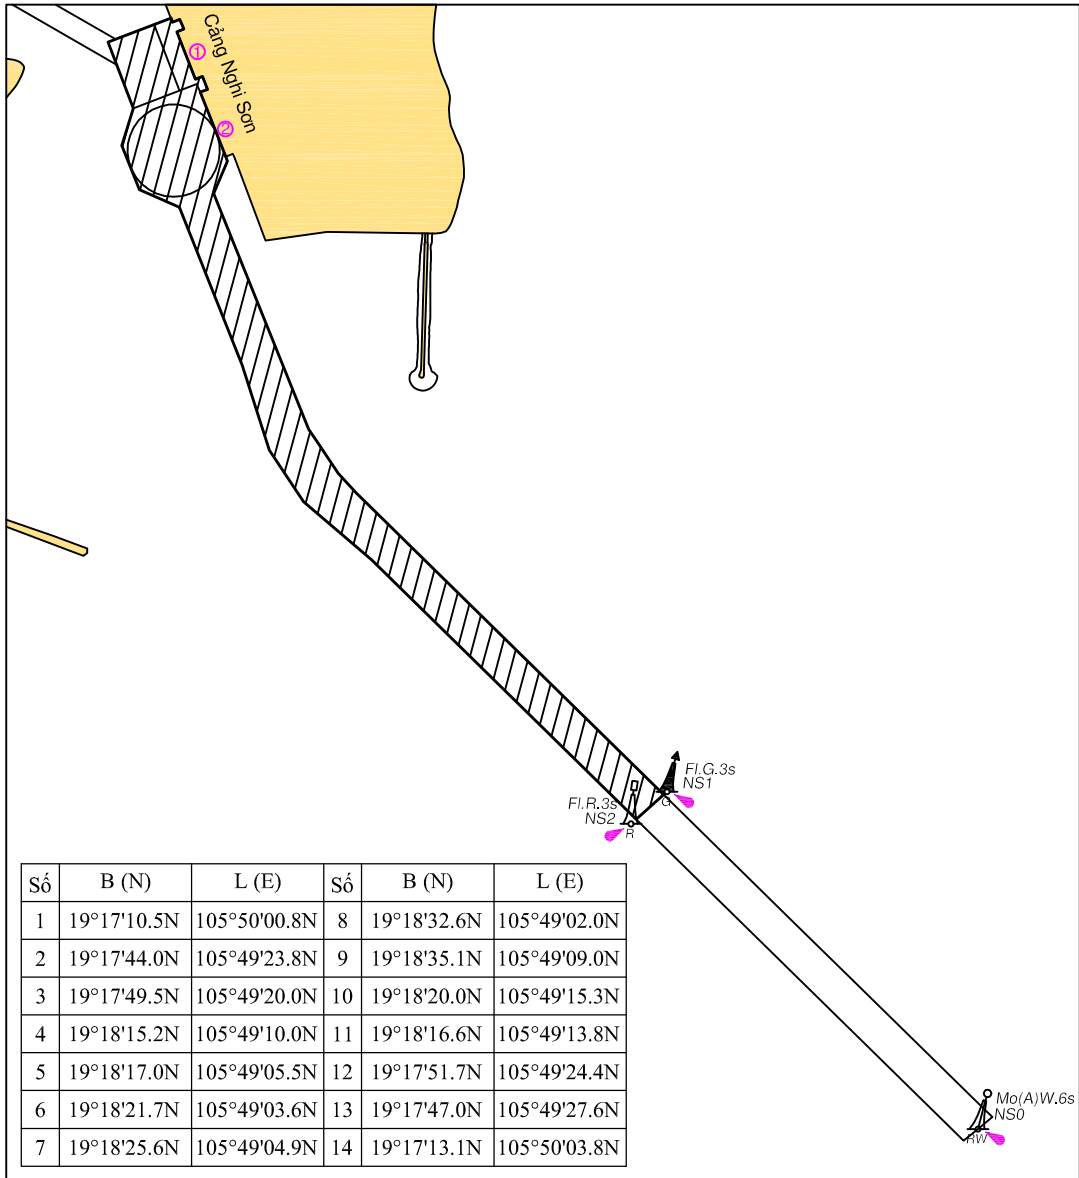 Cảng Nghi Sơn
1
2
Fl.G.3s
NS1
G
Fl.R.3s
NS2
R
Số B (N) L (E) Số B (N) L (E)
1 19°17'10.5N 105°50'00.8N 8 19°18'32.6N 105°49'02.0N
2 19°17'44.0N 105°49'23.8N 9 19°18'35.1N 105°49'09.0N
3 19°17'49.5N 105°49'20.0N 10 19°18'20.0N 105°49'15.3N
4 19°18'15.2N 105°49'10.0N 11 19°18'16.6N 105°49'13.8N
5 19°18'17.0N 105°49'05.5N 12 19°17'51.7N 105°49'24.4N
6 19°18'21.7N 105°49'03.6N 13 19°17'47.0N 105°49'27.6N
7 19°18'25.6N 105°49'04.9N 14 19°17'13.1N 105°50'03.8N
Mo(A)W.6s
NS0
RW